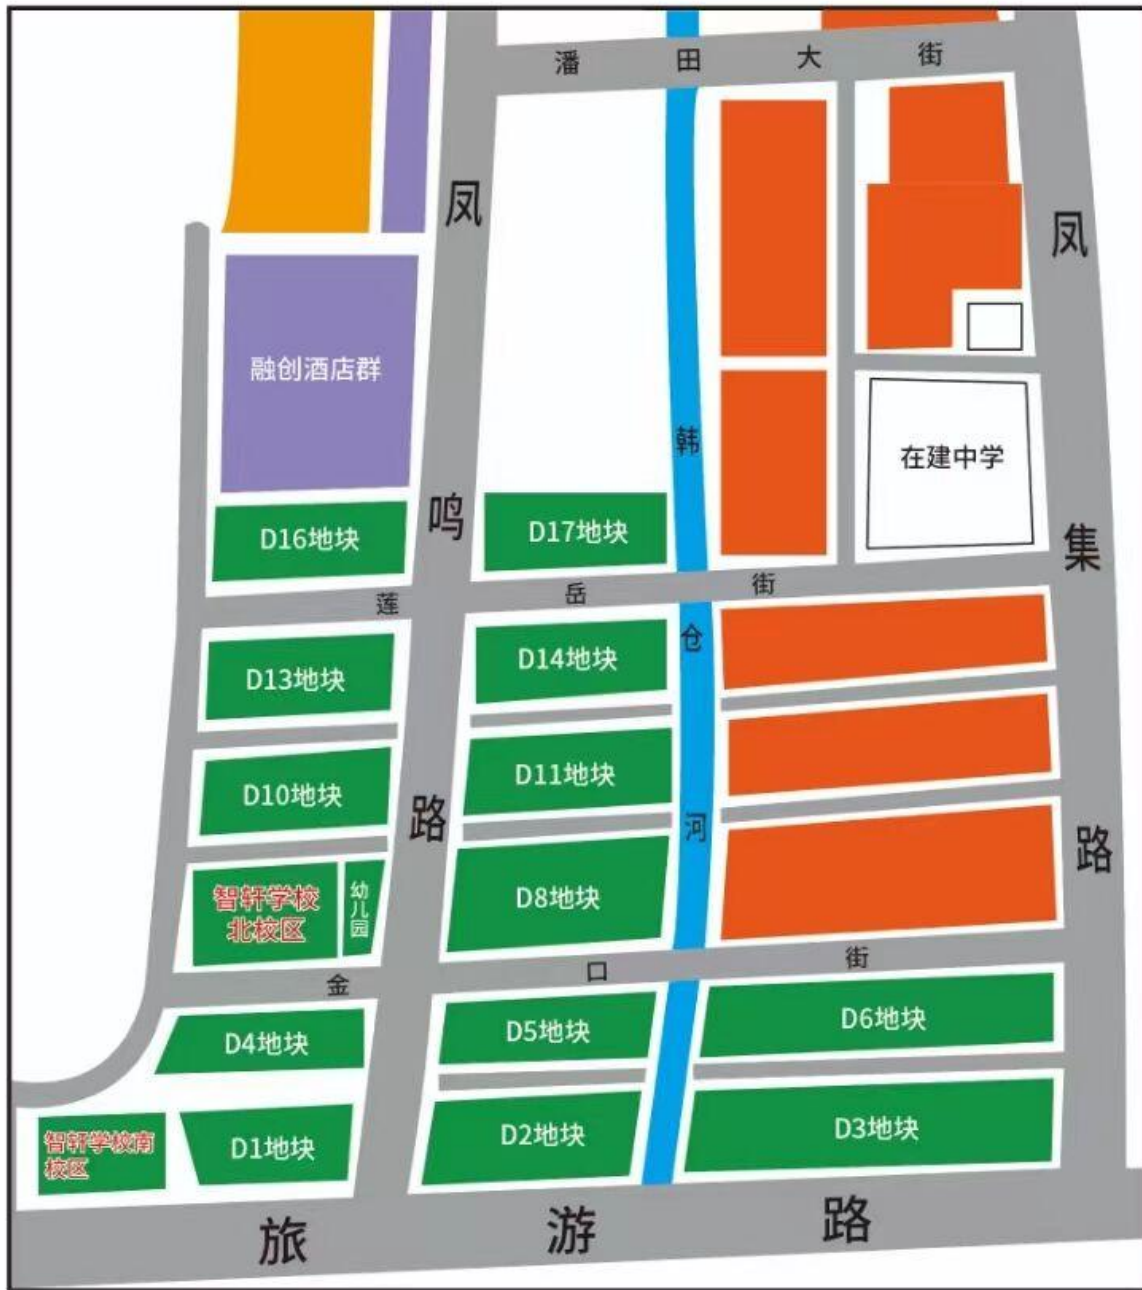 潘田大街
凤
凤
融创酒店群
韩
在建中学
鸣
D16地块
D17地块
集
莲岳街
仓
D13地块
D14地块
D10地块
D11地块
路
河
路
智轩学校
北校区
幼儿园
D8地块
金口街
D4地块
D5地块
D6地块
智轩学校南
校区
D1地块
D2地块
D3地块
旅游路